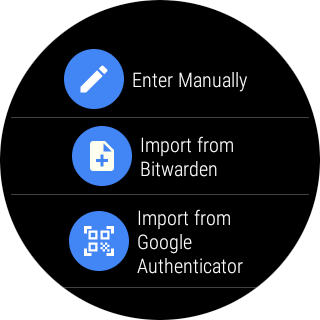 Enter Manually
Import from
Bitwarden
Import from
Google
Authenticator